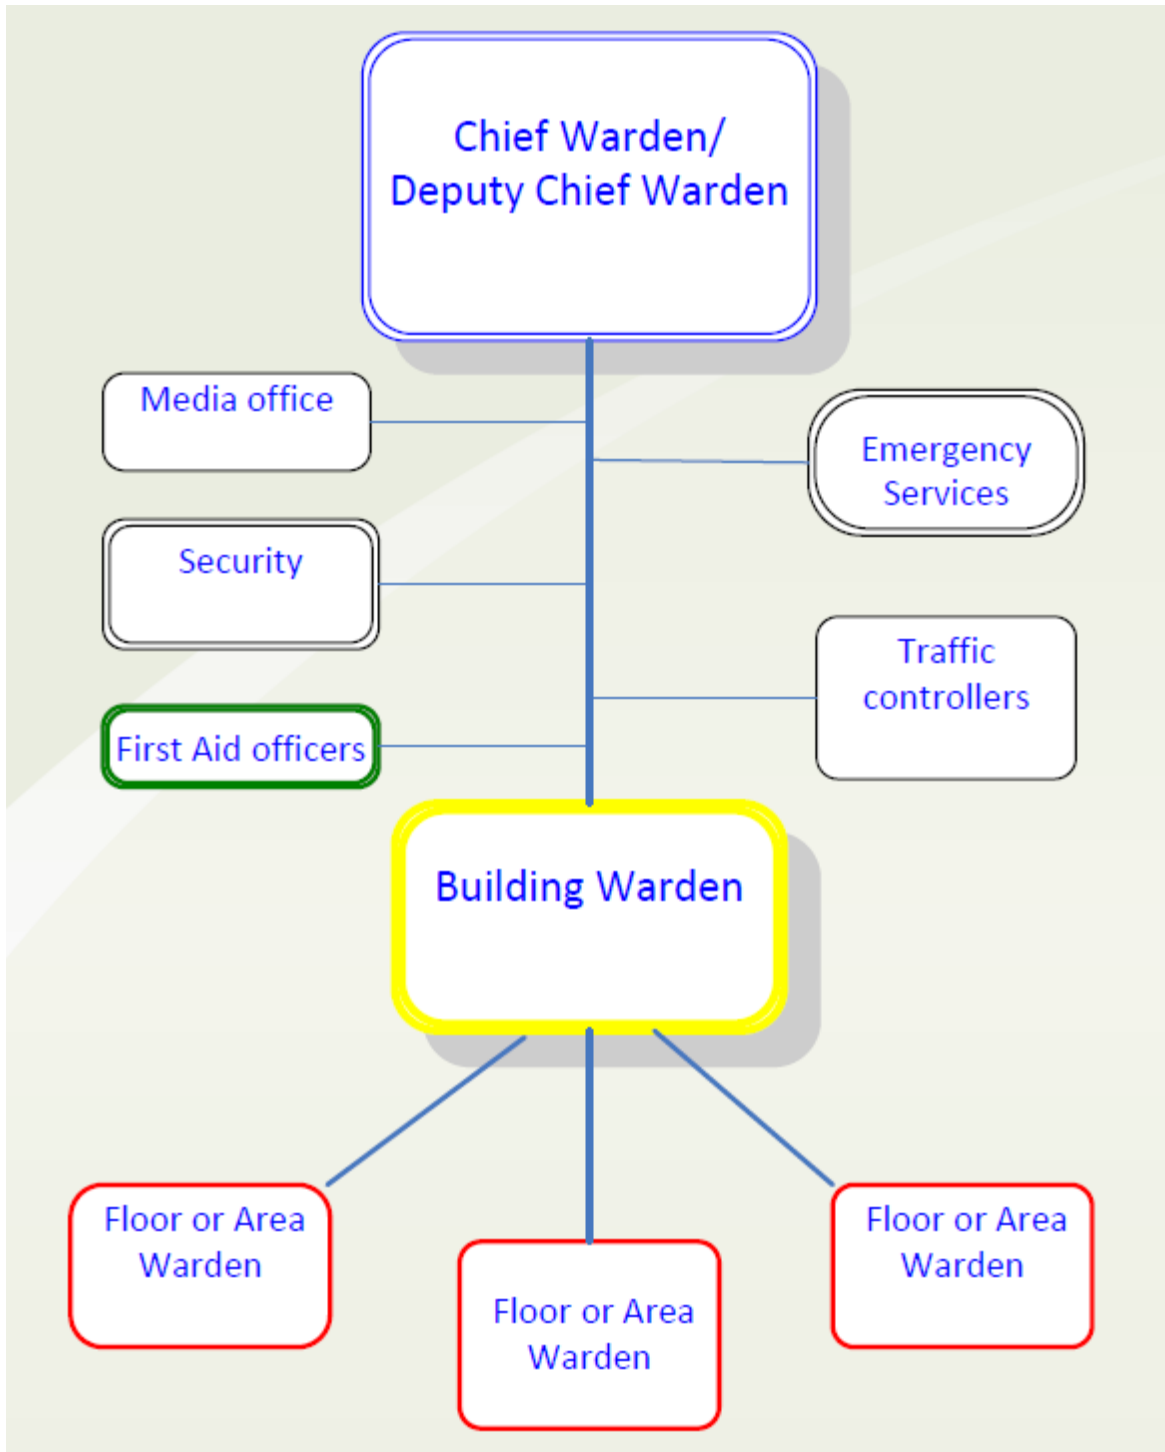 Chief Warden/
Deputy Chief Warden
Media office
Emergency
Services
Security
Traffic
controllers
First Aid officers
Building Warden
Floor or Area
Warden
Floor or Area
Warden
Floor or Area
Warden